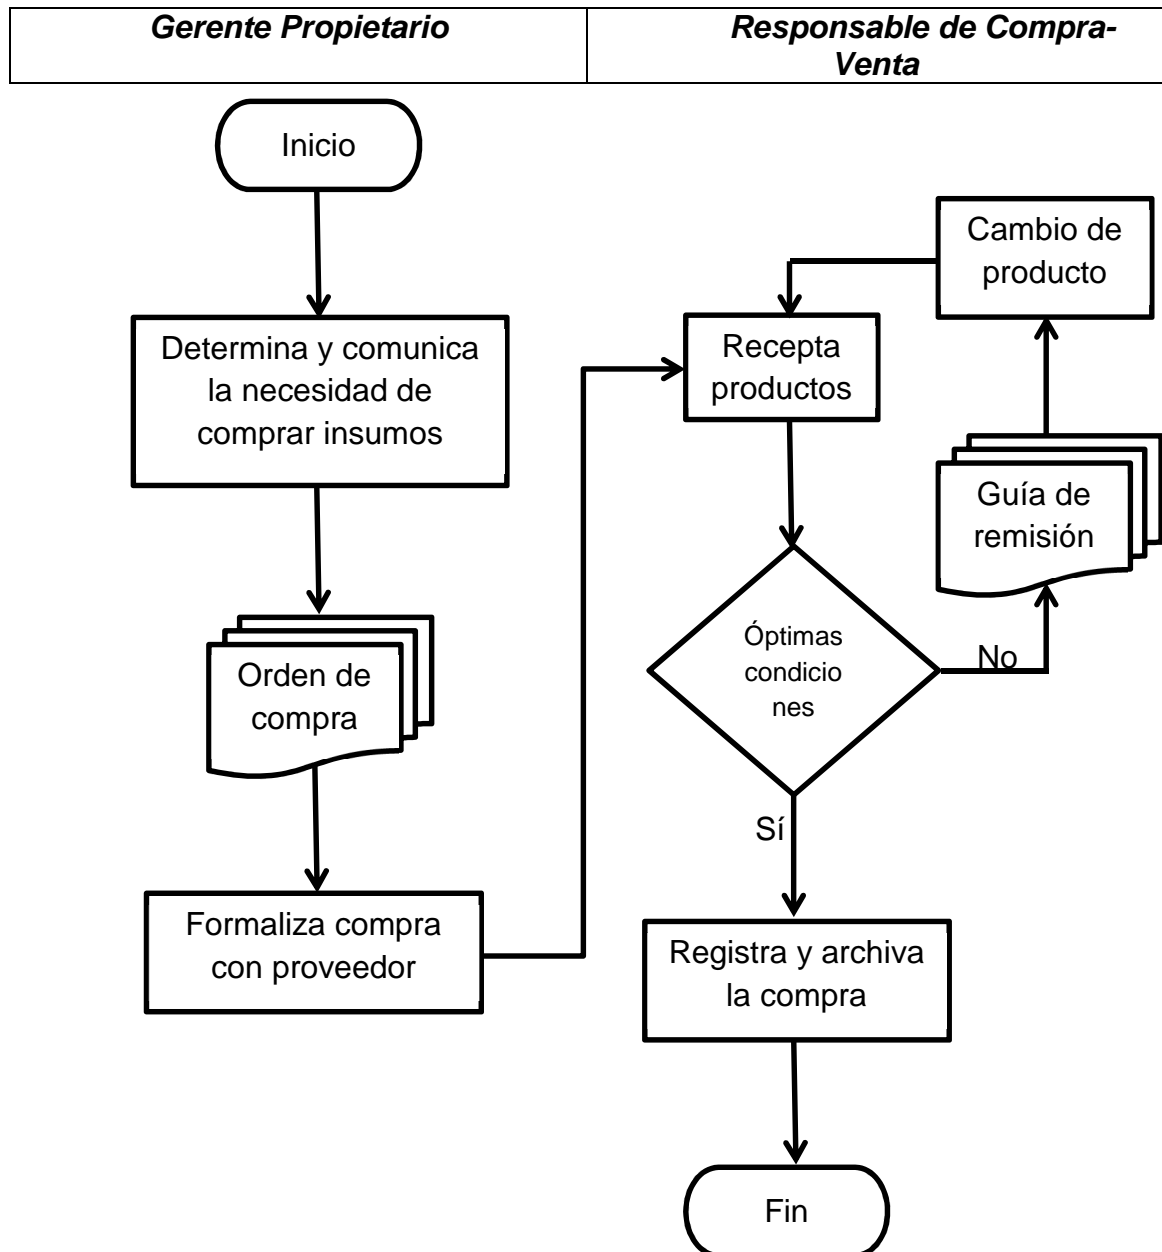 Gerente Propietario
Responsable de Compra-
Venta
Inicio
Determina y comunica
la necesidad de
comprar insumos
Orden de
compra
Formaliza compra
con proveedor
Cambio de
producto
Recepta
productos
Guía de
remisión
Óptimas
condicio
nes
No
Sí
Registra y archiva
la compra
Fin